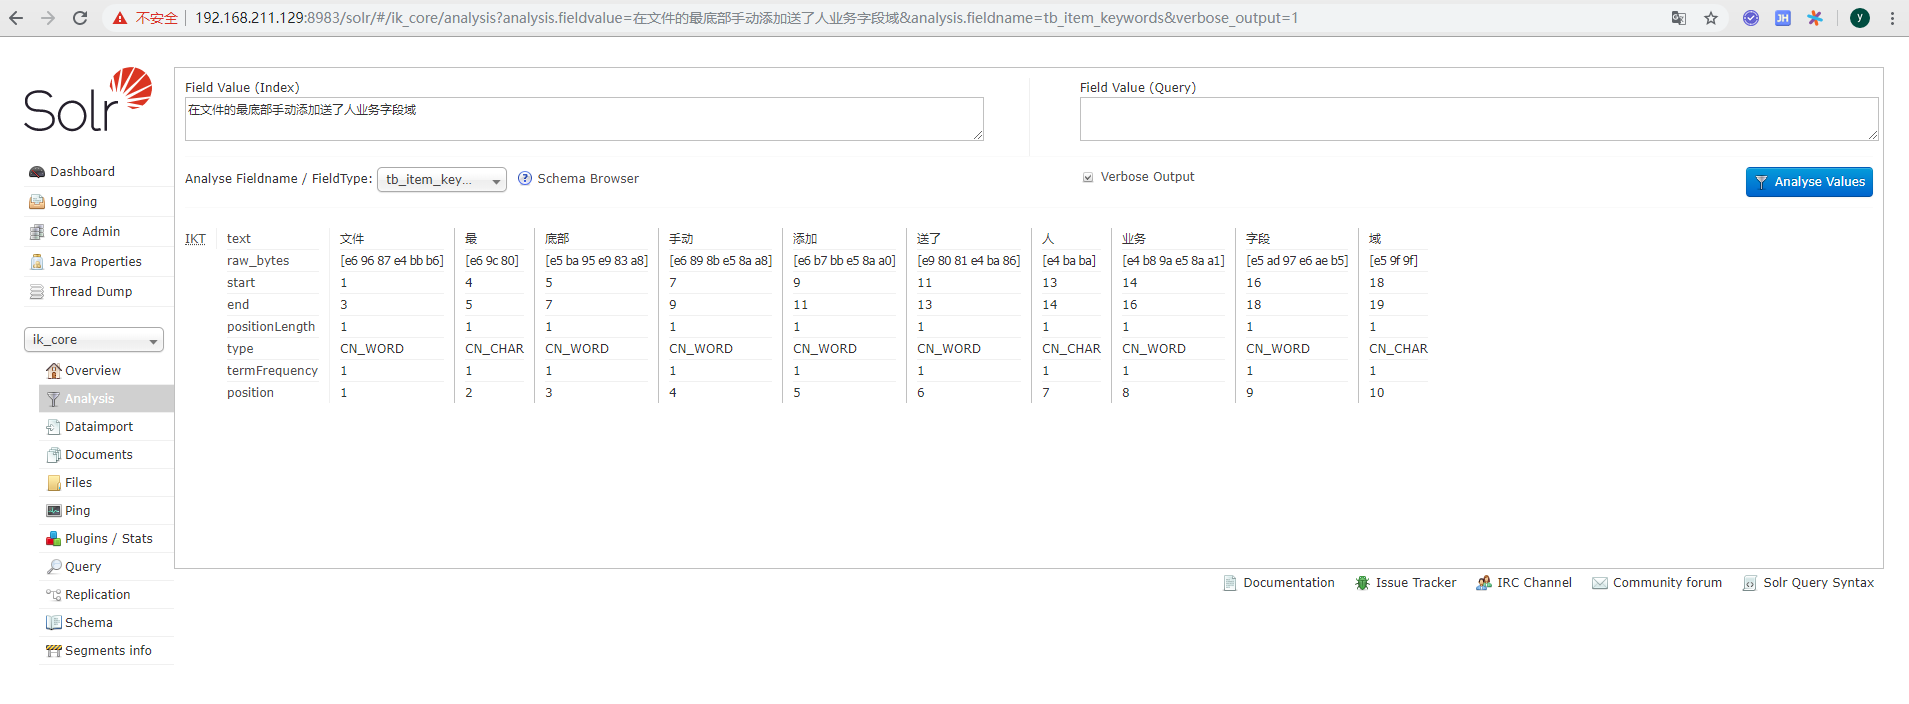 不安全 192.168.211.129:8983/solr/#/ik_core/analysis?analysis.fieldvalue=在文件的最底部手动添加送了人业务字段域&analysis.fieldname=tb_item_keywords&verbose_output=1
JH
y
Solr
Dashboard
Logging
Core Admin
Java Properties
Thread Dump
ik_core
Overview
Analysis
Dataimport
Documents
Files
Ping
Plugins / Stats
Query
Replication
Schema
Segments info
Field Value (Index)
在文件的最底部手动添加送了人业务字段域
Field Value (Query)
Analyse Fieldname / FieldType: tb_item_key... Schema Browser
Verbose Output
Analyse Values
IKT text 文件 最 底部 手动 添加 送了 人 业务 字段 域
raw_bytes [e6 96 87 e4 bb b6] [e6 9c 80] [e5 ba 95 e9 83 a8] [e6 89 8b e5 8a a8] [e6 b7 bb e5 8a a0] [e9 80 81 e4 ba 86] [e4 ba ba] [e4 b8 9a e5 8a a1] [e5 ad 97 e6 ae b5] [e5 9f 9f]
start 1 4 5 7 9 11 13 14 16 18
end 3 5 7 9 11 13 14 16 18 19
positionLength 1 1 1 1 1 1 1 1 1 1
type CN_WORD CN_CHAR CN_WORD CN_WORD CN_WORD CN_WORD CN_CHAR CN_WORD CN_WORD CN_CHAR
termFrequency 1 1 1 1 1 1 1 1 1 1
position 1 2 3 4 5 6 7 8 9 10
Documentation Issue Tracker IRC Channel Community forum Solr Query Syntax